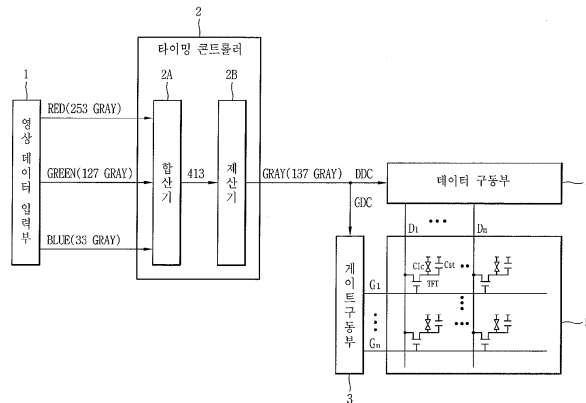 2
타이밍 콘트롤러
1
2A
2B
RED(253 GRAY)
영상 데이터 입력부
GREEN(127 GRAY)
합산기
413
제산기
GRAY(137 GRAY)
DDC
데이터 구동부
GDC
BLUE(33 GRAY)
D1
Dm
게이트구동부
Clc
Cst
TFT
G1
Gn
3